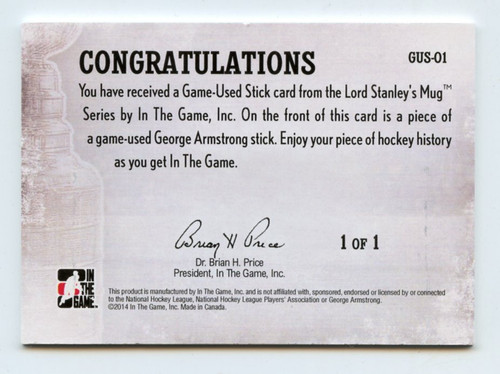 CONGRATULATIONS
GUS-01
You have received a Game-Used Stick card from the Lord Stanley's Mug™
Series by In The Game, Inc. On the front of this card is a piece of
a game-used George Armstrong stick. Enjoy your piece of hockey history
as you get In The Game.
Brian H Price
1 OF 1
Dr. Brian H. Price
President, In The Game, Inc.
IN
THE
GAME
This product is manufactured by In The Game, Inc. and is not affiliated with, sponsored, endorsed or licensed by or connected
to the National Hockey League, National Hockey League Players' Association or George Armstrong.
©2014 In The Game, Inc. Made in Canada.